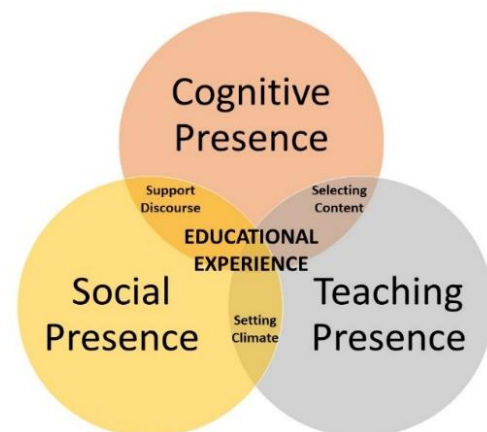 Cognitive
Presence
Support
Discourse
Selecting
Content
EDUCATIONAL
EXPERIENCE
Social
Presence
Setting
Climate
Teaching
Presence